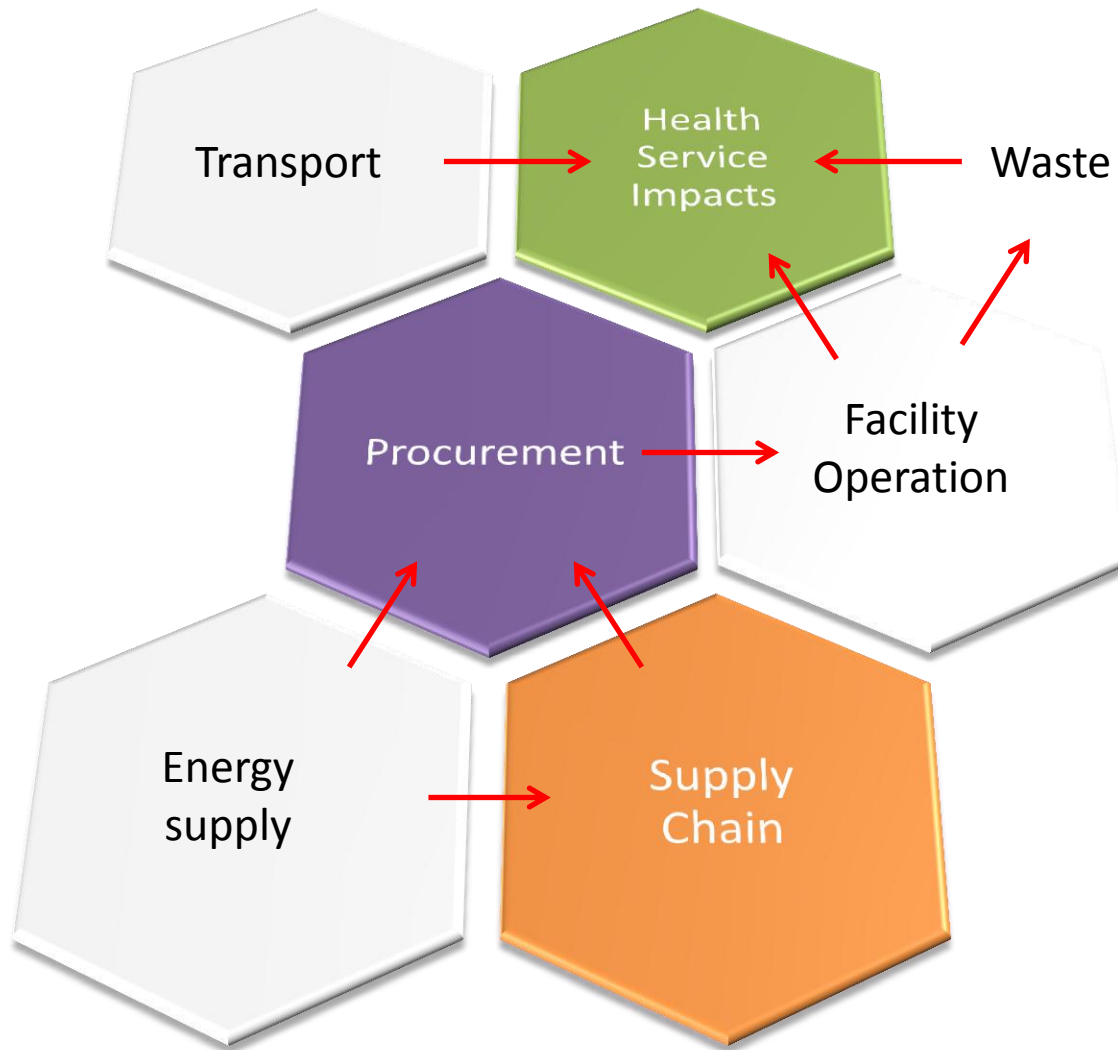 Transport
Health
Service
Impacts
Waste
Procurement
Facility
Operation
Energy
supply
Supply
Chain